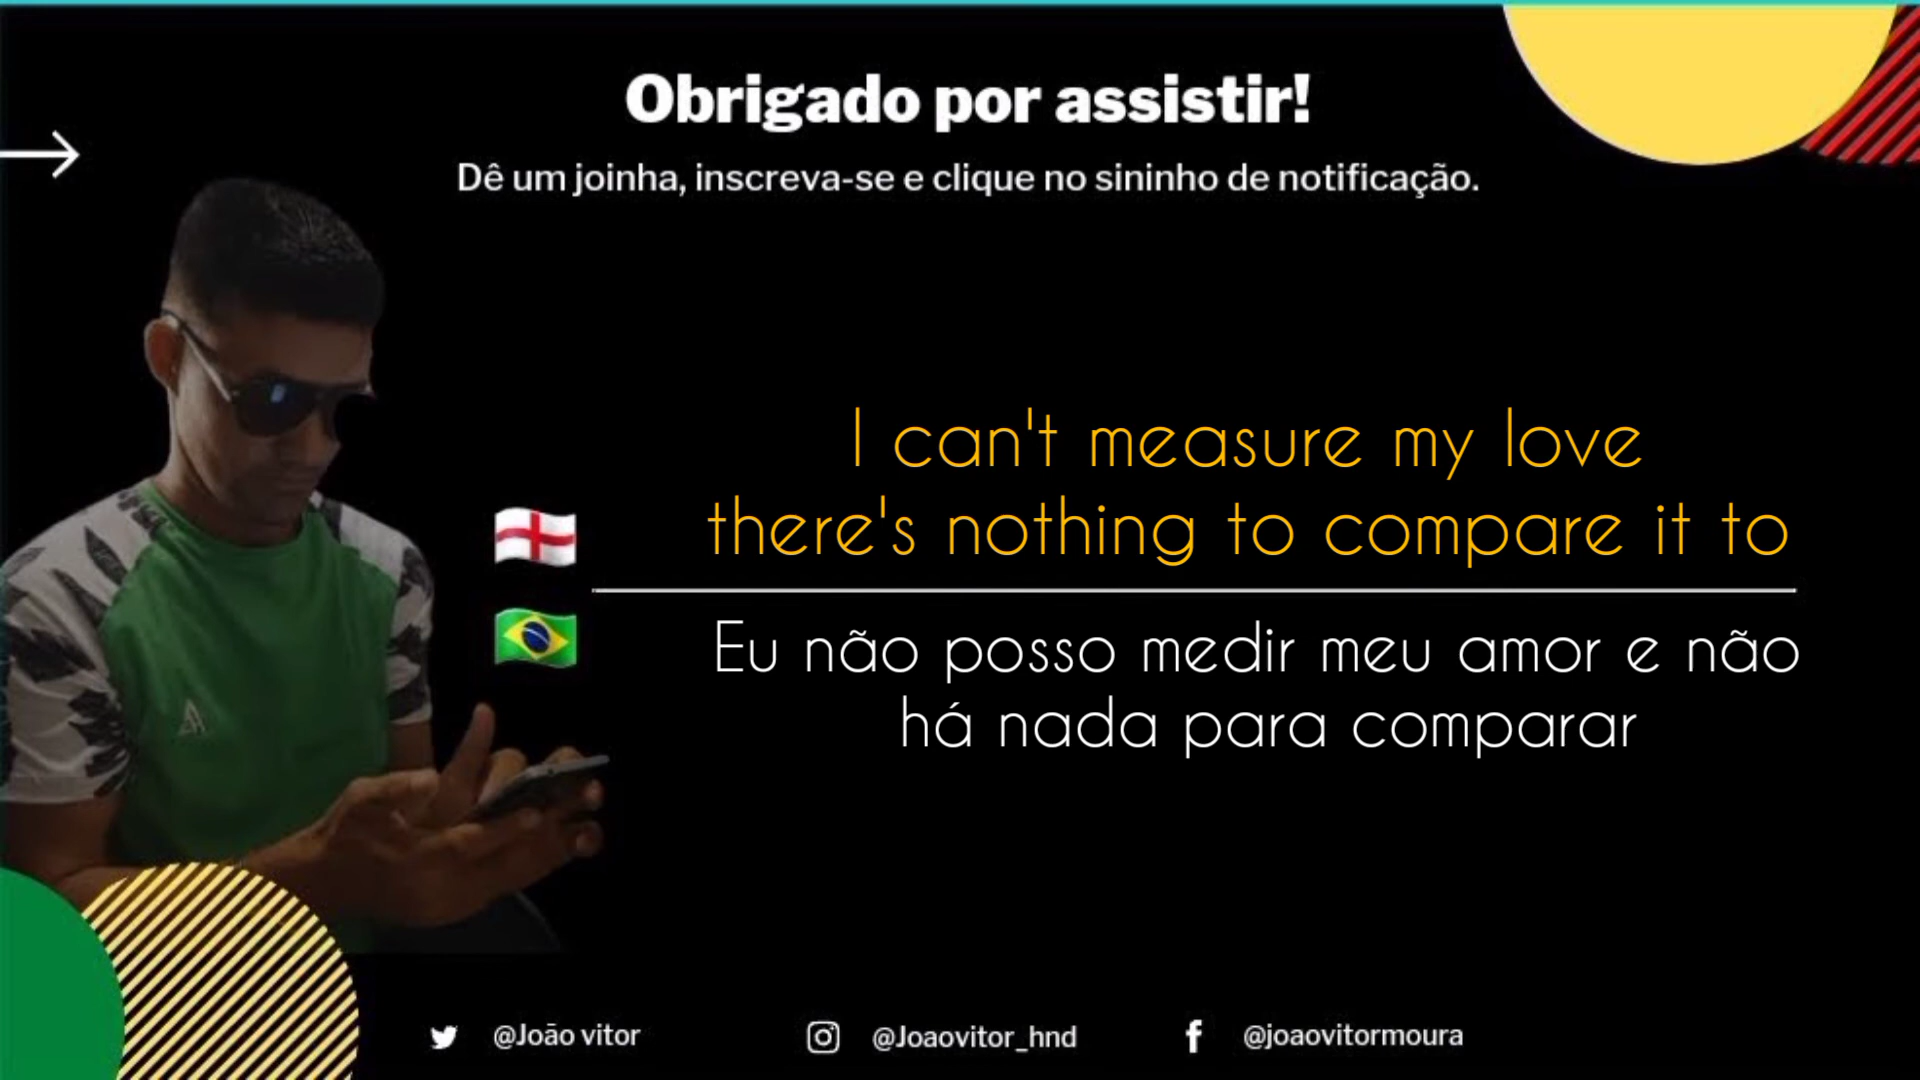 Obrigado por assistir!
Dê um joinha, inscreva-se e clique no sininho de notificação.
I can't measure my love
there's nothing to compare it to
Eu não posso medir meu amor e não
há nada para comparar
@João vitor
@Joaovitor_hnd
@joaovitormoura